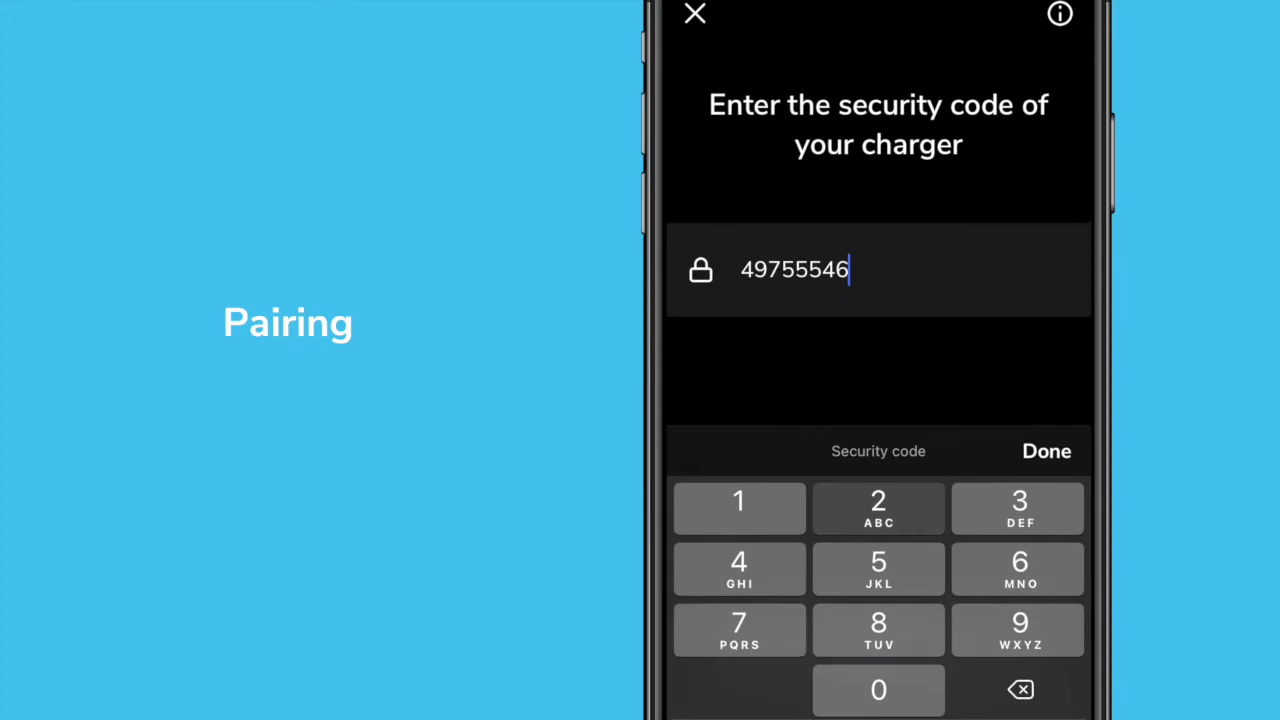 Pairing
Enter the security code of
your charger
49755546
Security code
Done
1
2
ABC
3
DEF
4
GHI
5
JKL
6
MNO
7
PQRS
8
TUV
9
WXYZ
0